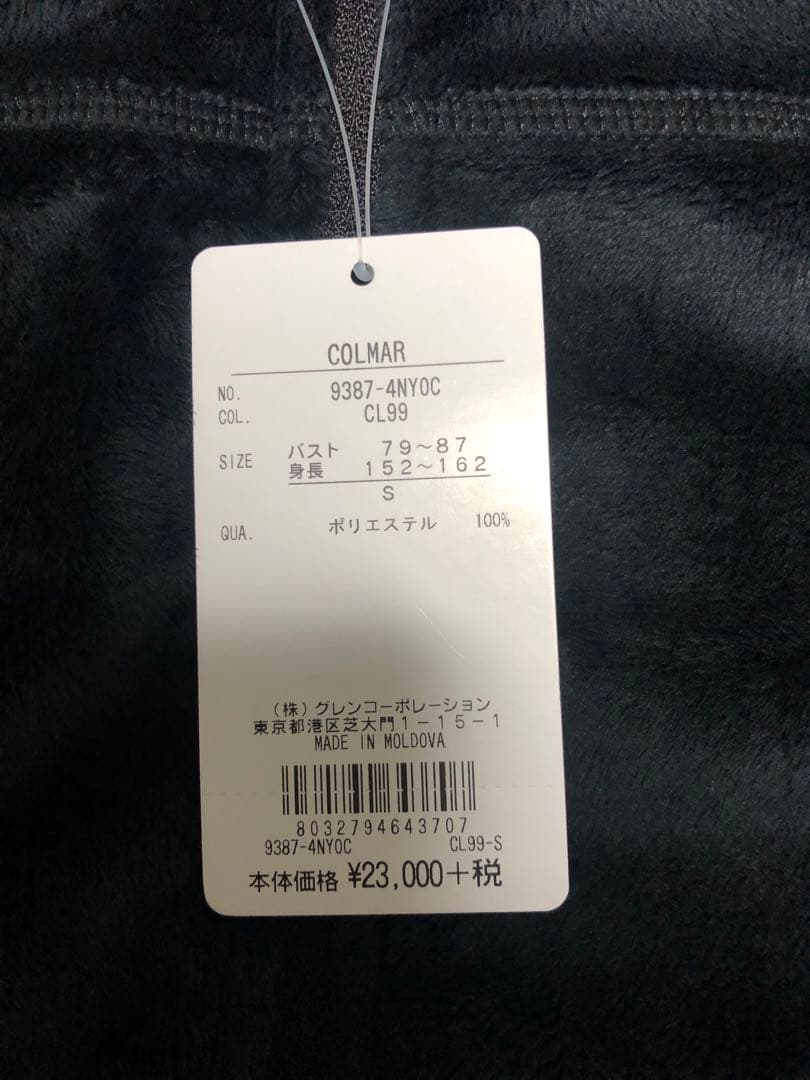 COLMAR
NO. 9387-4NY0C
COL. CL99
SIZE バスト 79~87
身長 152~162
S
QUA. ポリエステル 100%
(株)グレンコーポレーション
東京都港区芝大門1-15-1
MADE IN MOLDOVA
8032794643707
9387-4NY0C CL99-S
本体価格 ¥23,000+税